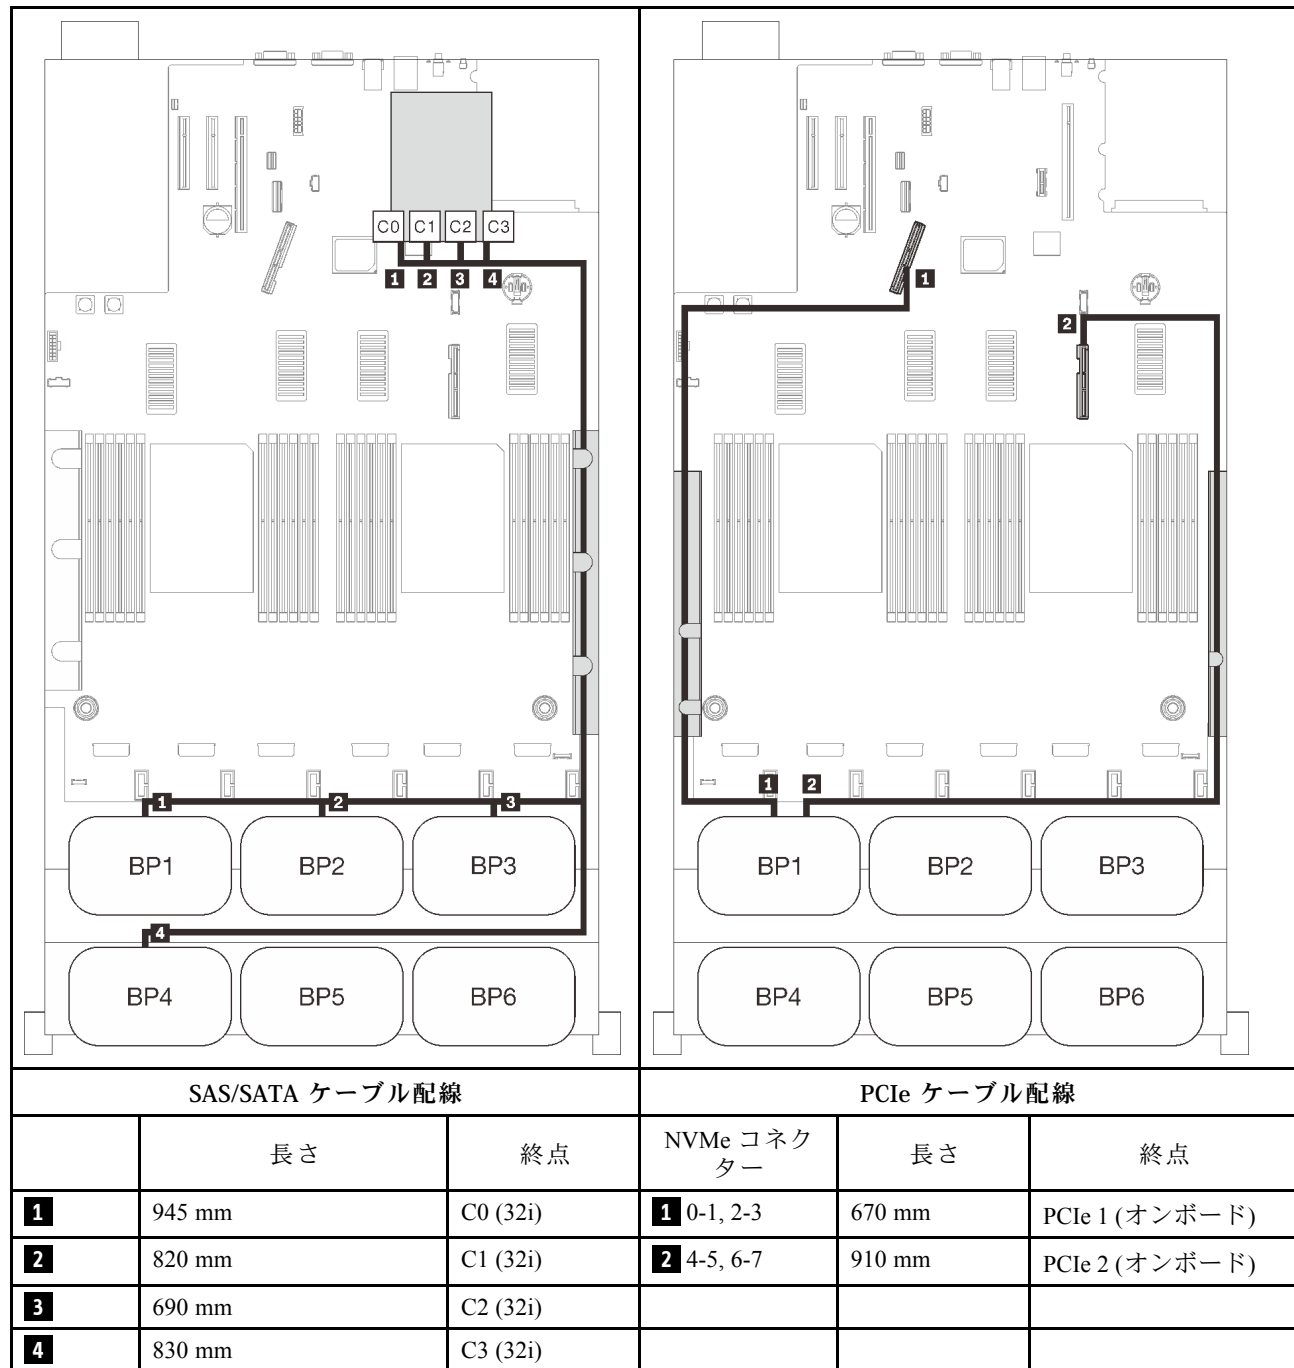 C0 C1 C2 C3
1 2 3 4
1 2 3
BP1 BP2 BP3
4
BP4 BP5 BP6
1
2
1 2
BP1 BP2 BP3
BP4 BP5 BP6
SAS/SATA ケーブル配線
PCIe ケーブル配線
長さ
終点
NVMe コネク
ター
長さ
終点
1 945 mm C0 (32i) 1 0-1, 2-3 670 mm PCIe 1 (オンボード)
2 820 mm C1 (32i) 2 4-5, 6-7 910 mm PCIe 2 (オンボード)
3 690 mm C2 (32i)
4 830 mm C3 (32i)